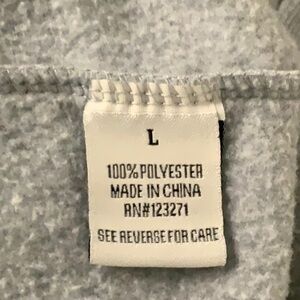 L
100% POLYESTER
MADE IN CHINA
RN#123271
SEE REVERSE FOR CARE